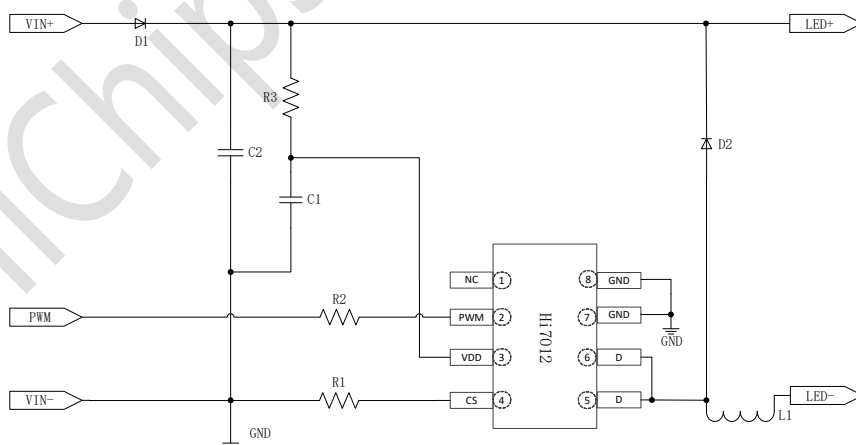 VIN+
LED+
D1
R3
C2
D2
C1
NC
1
8
GND
R2
PWM
PWM
2
7
GND
Hi7012
GND
VDD
3
6
D
R1
VIN-
CS
4
5
D
LED-
L1
GND